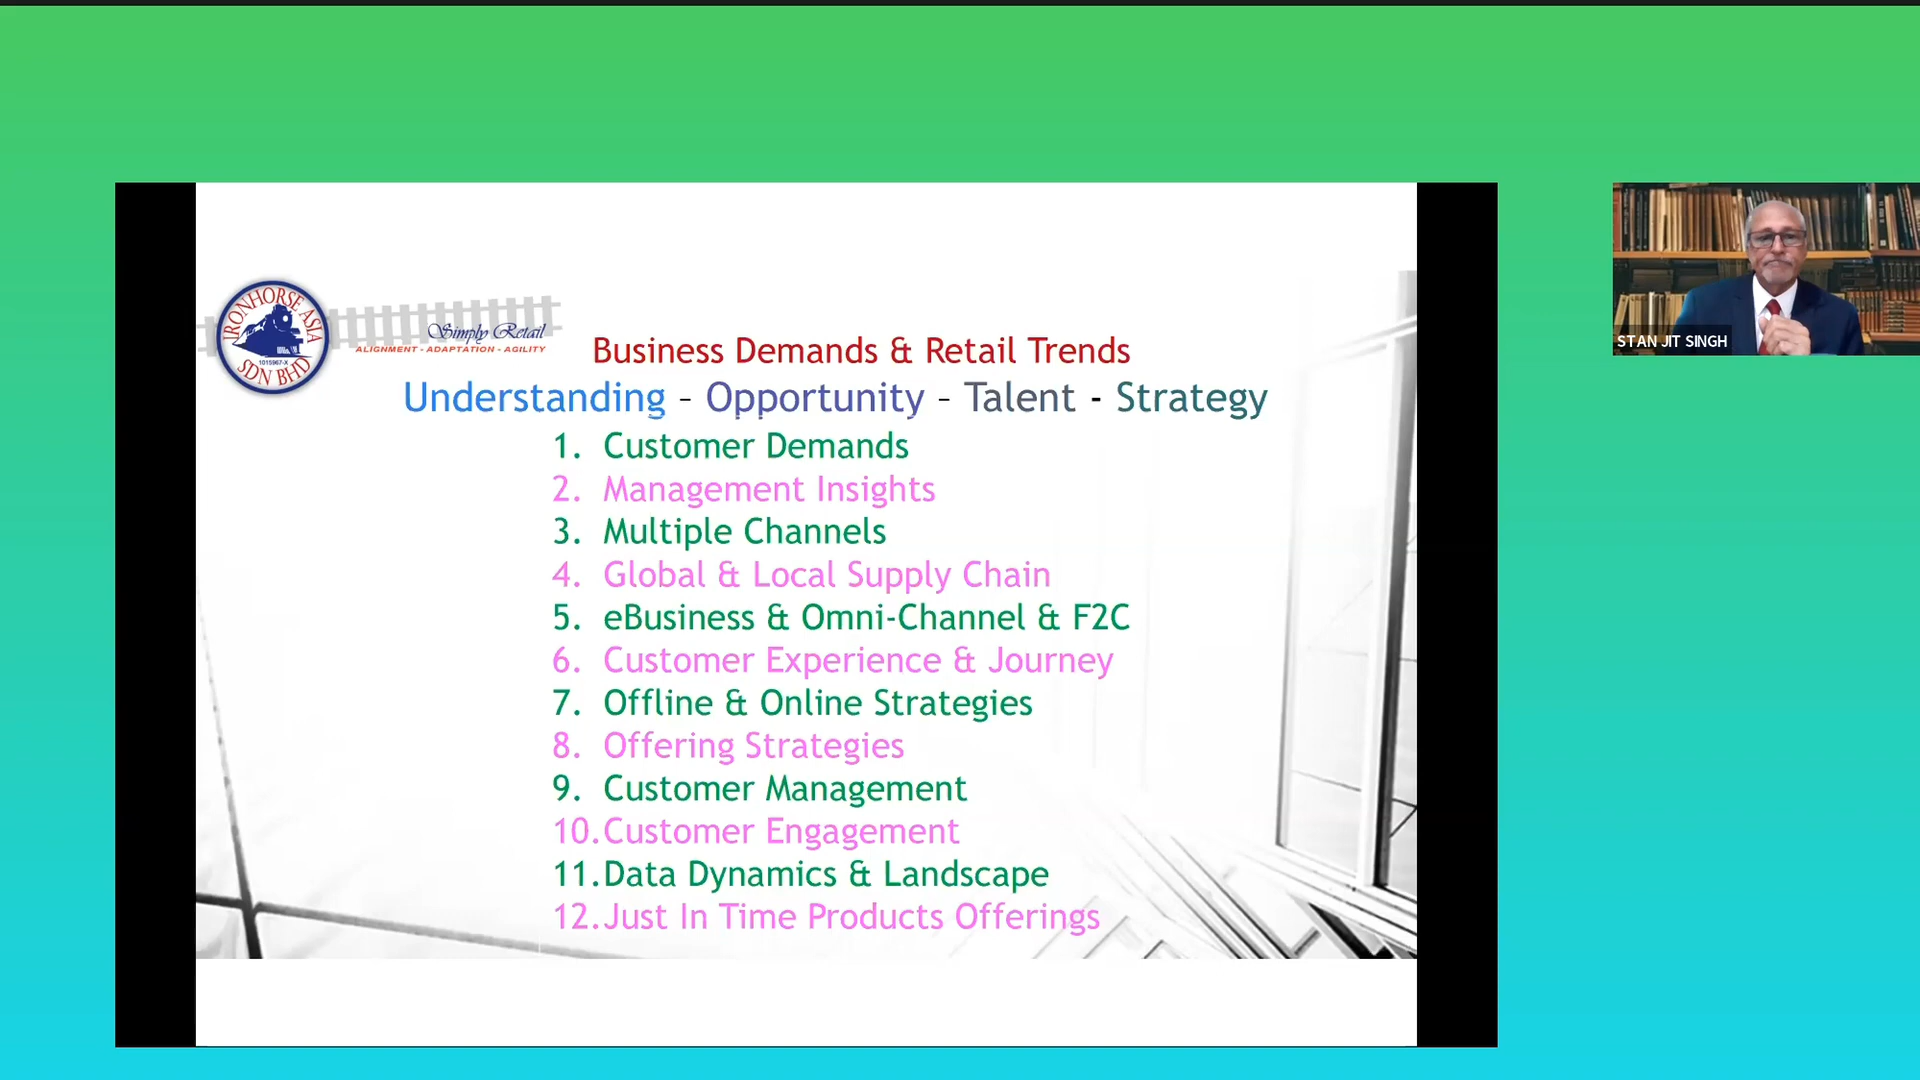 IRONHORSE ASIA
1015967-X
SDN BHD
Simply Retail
ALIGNMENT - ADAPTATION - AGILITY
Business Demands & Retail Trends
Understanding – Opportunity – Talent - Strategy
1. Customer Demands
2. Management Insights
3. Multiple Channels
4. Global & Local Supply Chain
5. eBusiness & Omni-Channel & F2C
6. Customer Experience & Journey
7. Offline & Online Strategies
8. Offering Strategies
9. Customer Management
10. Customer Engagement
11. Data Dynamics & Landscape
12. Just In Time Products Offerings
STAN JIT SINGH